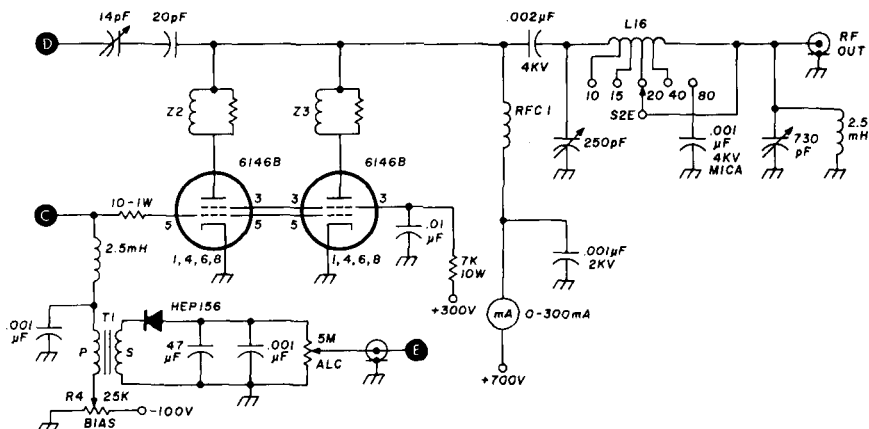 14pF
20pF
.002μF
4KV
L16
D
RF
OUT
Z2
Z3
10
15
20
40
80
S2E
RFC1
250pF
.001
μF
4KV
MICA
730
pF
2.5
mH
6146B
6146B
C
10-1W
5
3
3
5
5
3
1,4,6,8
1,4,6,8
.01
μF
7K
10W
+300V
.001μF
2KV
mA
0-300mA
+700V
2.5mH
.001
μF
T1
P
S
HEP156
47
μF
.001
μF
5M
ALC
E
R4
25K
BIAS
-100V